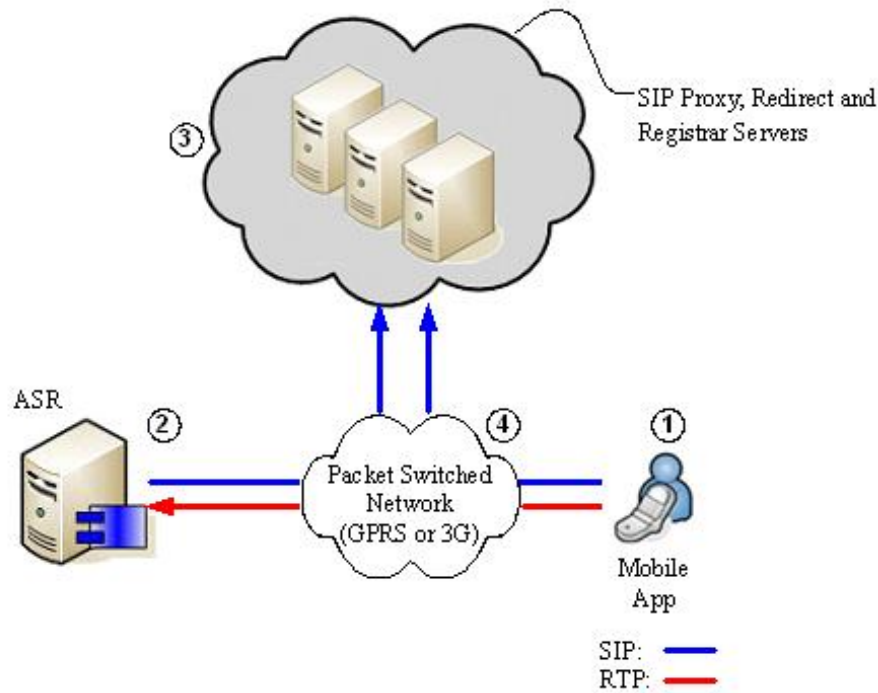 SIP Proxy, Redirect and
Registrar Servers
③
ASR
②
④
①
Packet Switched
Network
(GPRS or 3G)
Mobile
App
SIP:
RTP: